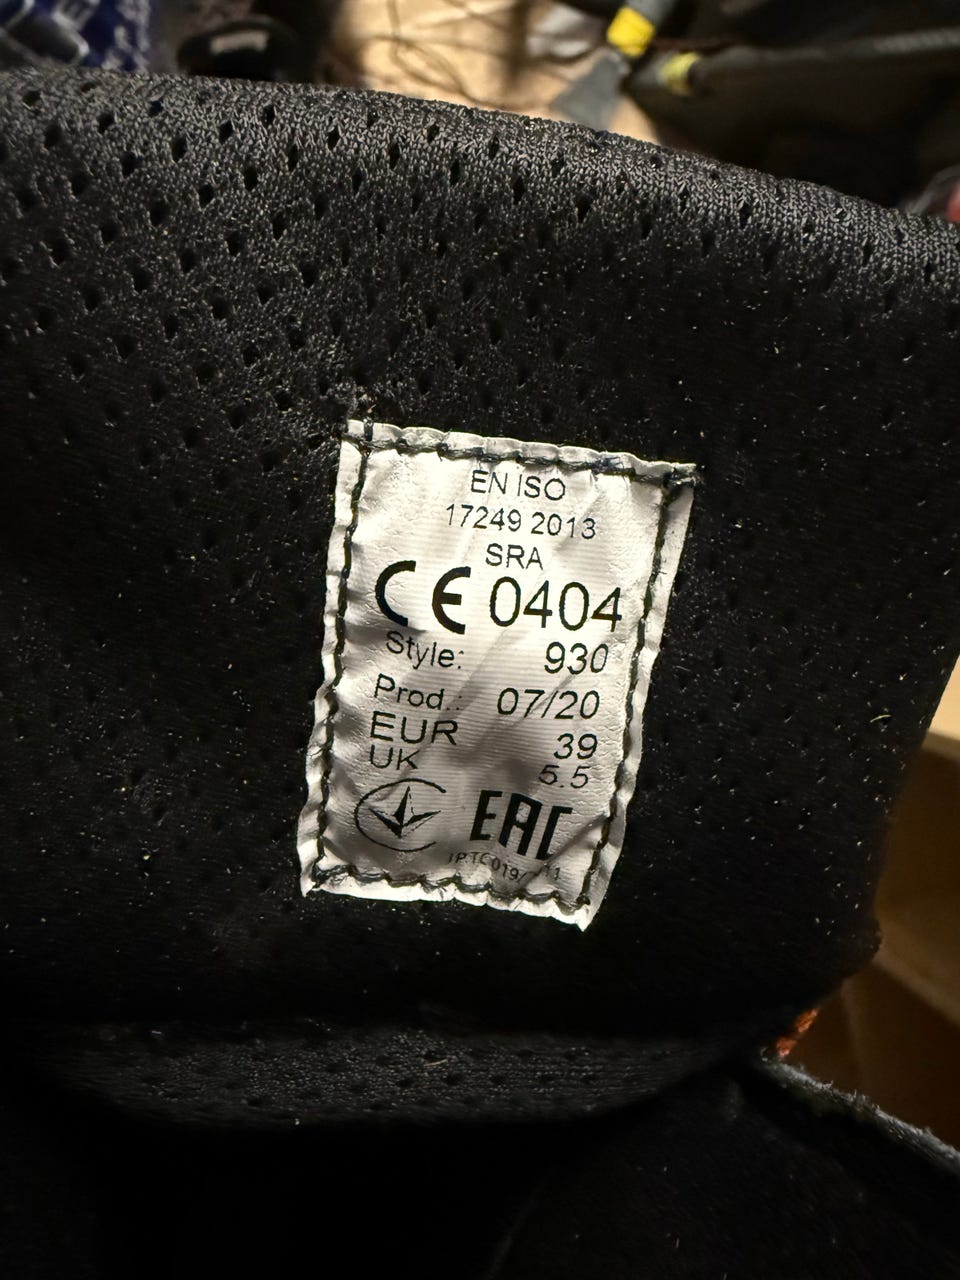 EN ISO
17249 2013
SRA
CE 0404
Style: 930
Prod.: 07/20
EUR 39
UK 5.5
EAC